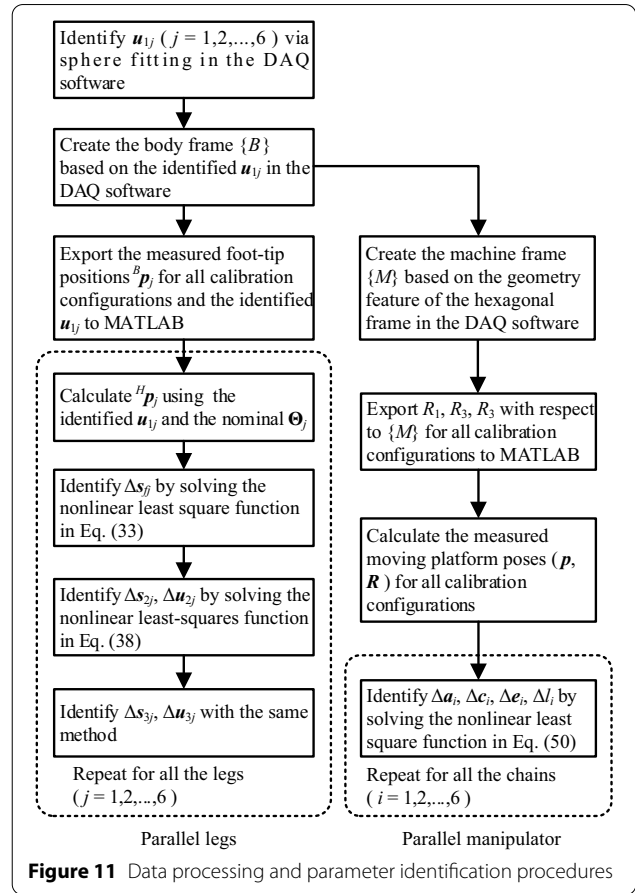 Identify u1j ( j = 1,2,...,6 ) via
sphere fitting in the DAQ
software
Create the body frame {B}
based on the identified u1j in the
DAQ software
Export the measured foot-tip
positions Bpj for all calibration
configurations and the identified
u1j to MATLAB
Calculate Hpj using the
identified u1j and the nominal Θj
Identify Δsfj by solving the
nonlinear least square function
in Eq. (33)
Identify Δs2j, Δu2j by solving the
nonlinear least-squares function
in Eq. (38)
Identify Δs3j, Δu3j with the same
method
Repeat for all the legs
( j = 1,2,...,6 )
Parallel legs
Create the machine frame
{M} based on the geometry
feature of the hexagonal
frame in the DAQ software
Export R1, R3, R3 with respect
to {M} for all calibration
configurations to MATLAB
Calculate the measured
moving platform poses ( p,
R ) for all calibration
configurations
Identify Δai, Δci, Δei, Δli by
solving the nonlinear least
square function in Eq. (50)
Repeat for all the chains
( i = 1,2,...,6 )
Parallel manipulator
Figure 11 Data processing and parameter identification procedures